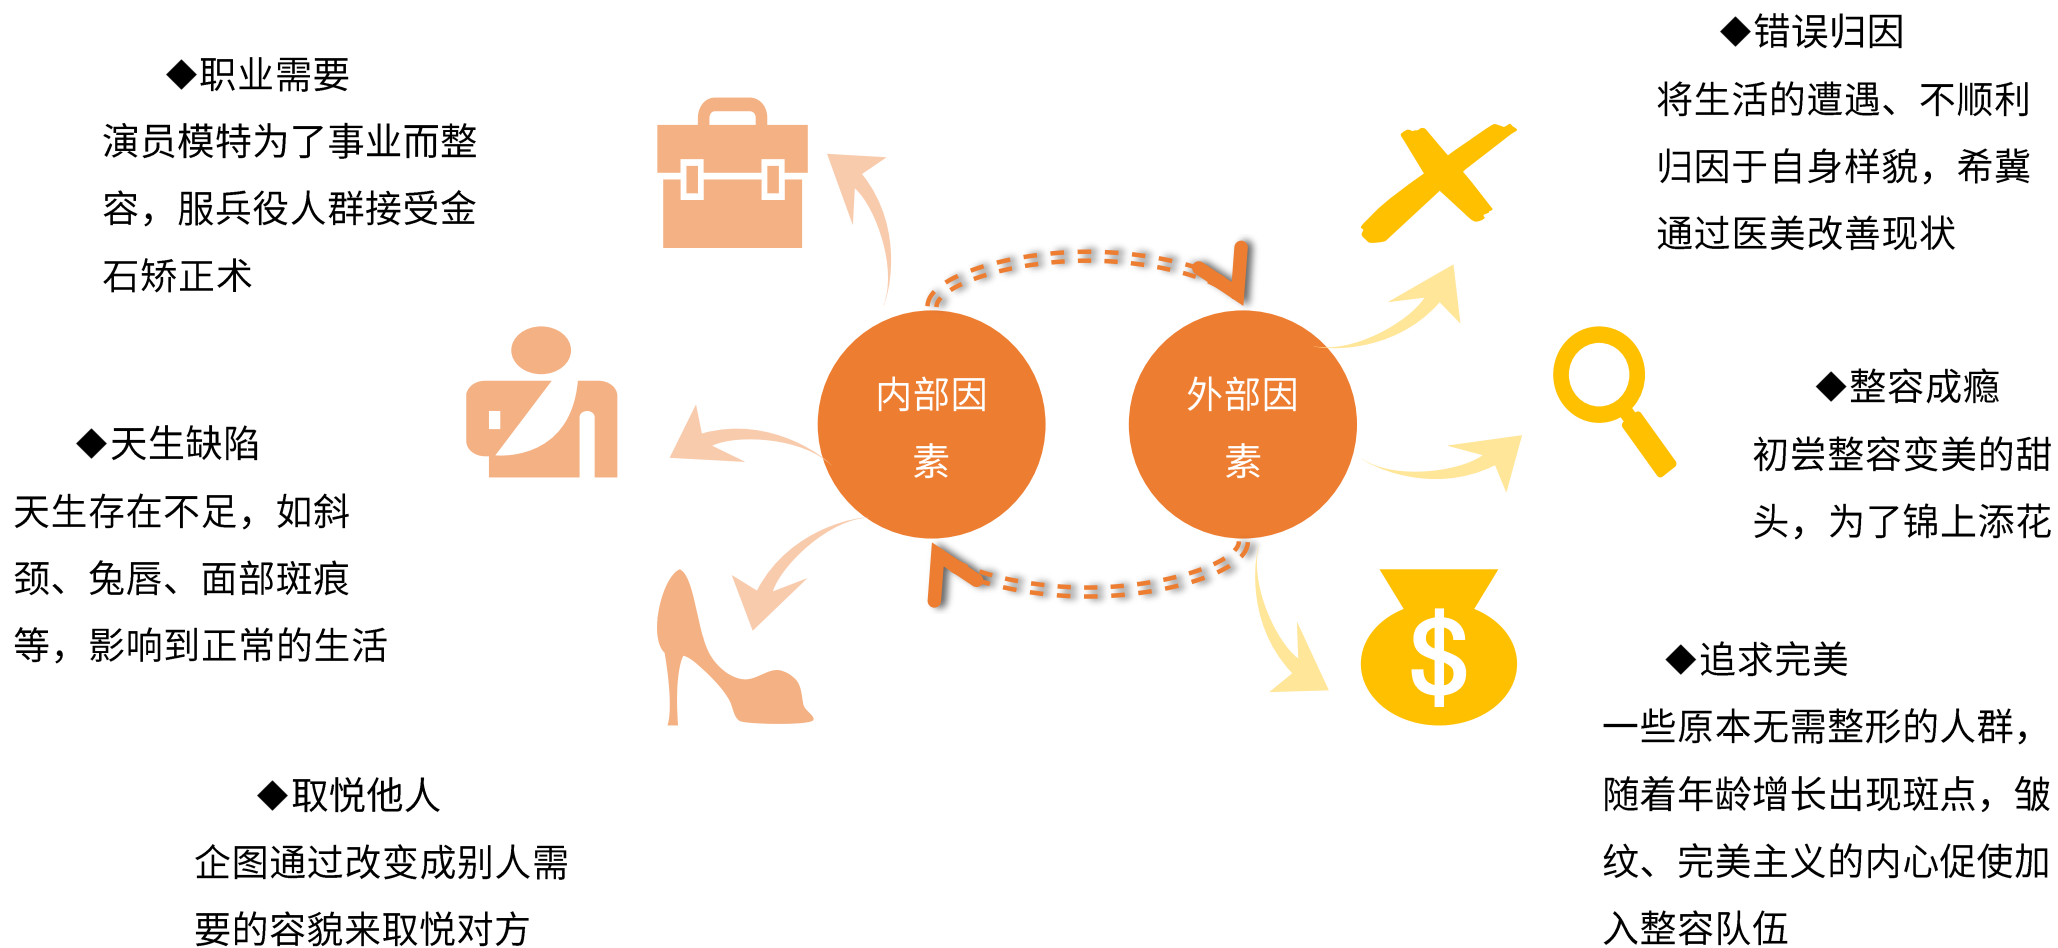 ◆职业需要
演员模特为了事业而整
容，服兵役人群接受金
石矫正术
◆天生缺陷
天生存在不足，如斜
颈、兔唇、面部斑痕
等，影响到正常的生活
◆取悦他人
企图通过改变成别人需
要的容貌来取悦对方
内部因
素
外部因
素
◆错误归因
将生活的遭遇、不顺利
归因于自身样貌，希冀
通过医美改善现状
◆整容成瘾
初尝整容变美的甜
头，为了锦上添花
$
◆追求完美
一些原本无需整形的人群，
随着年龄增长出现斑点，皱
纹、完美主义的内心促使加
入整容队伍